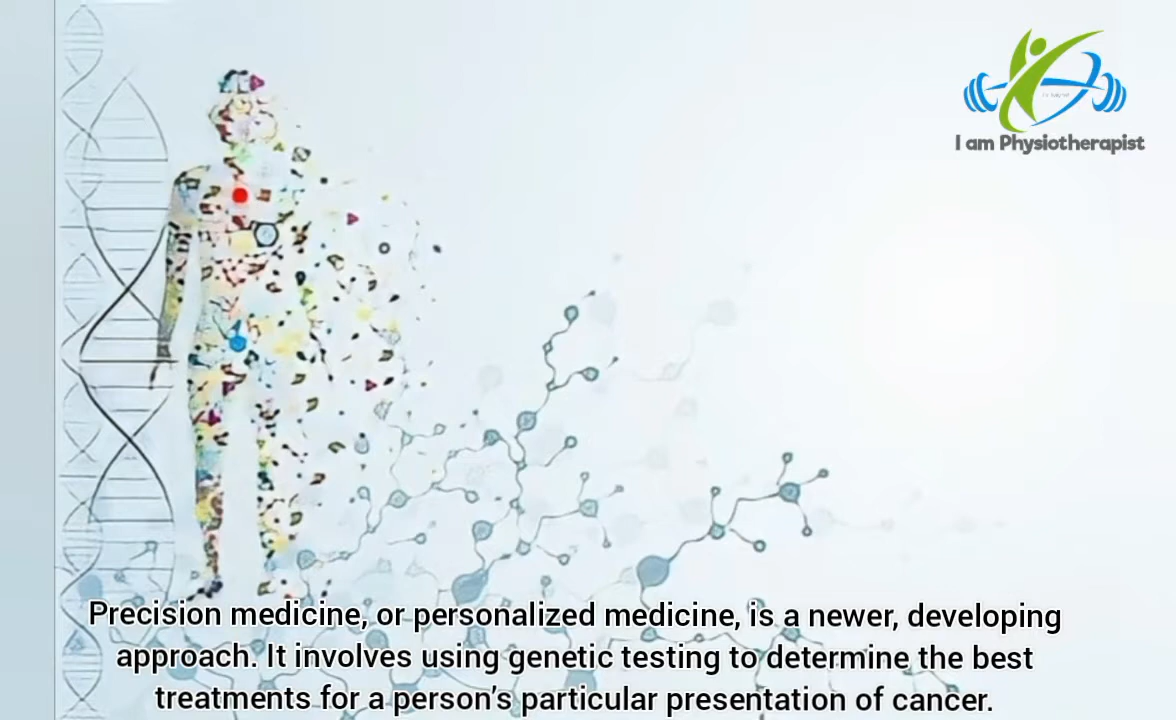 I am Physiotherapist
Precision medicine, or personalized medicine, is a newer, developing
approach. It involves using genetic testing to determine the best
treatments for a person's particular presentation of cancer.